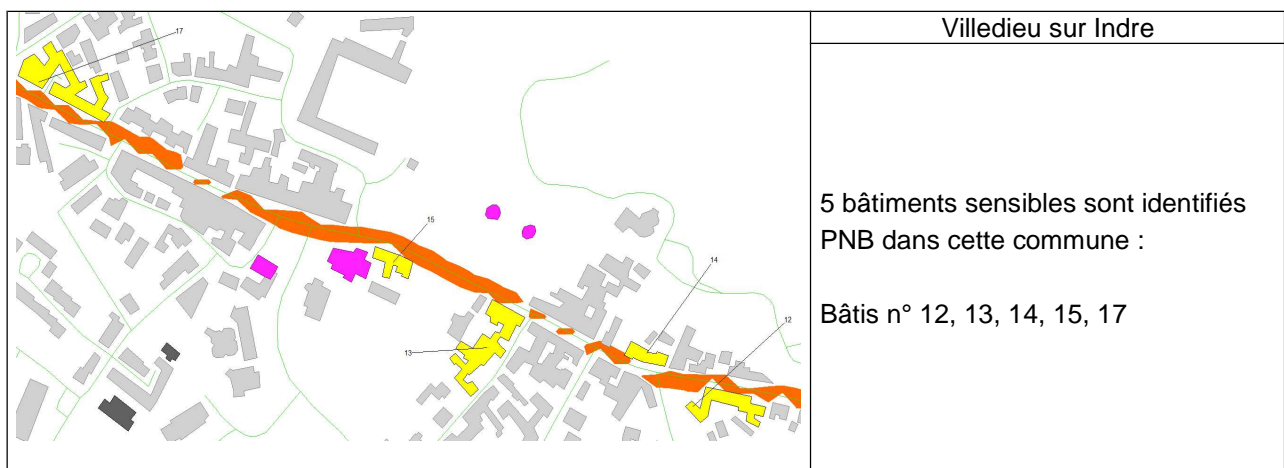 Villedieu sur Indre
17
15
14
12
13
5 bâtiments sensibles sont identifiés
PNB dans cette commune :
Bâtis n° 12, 13, 14, 15, 17